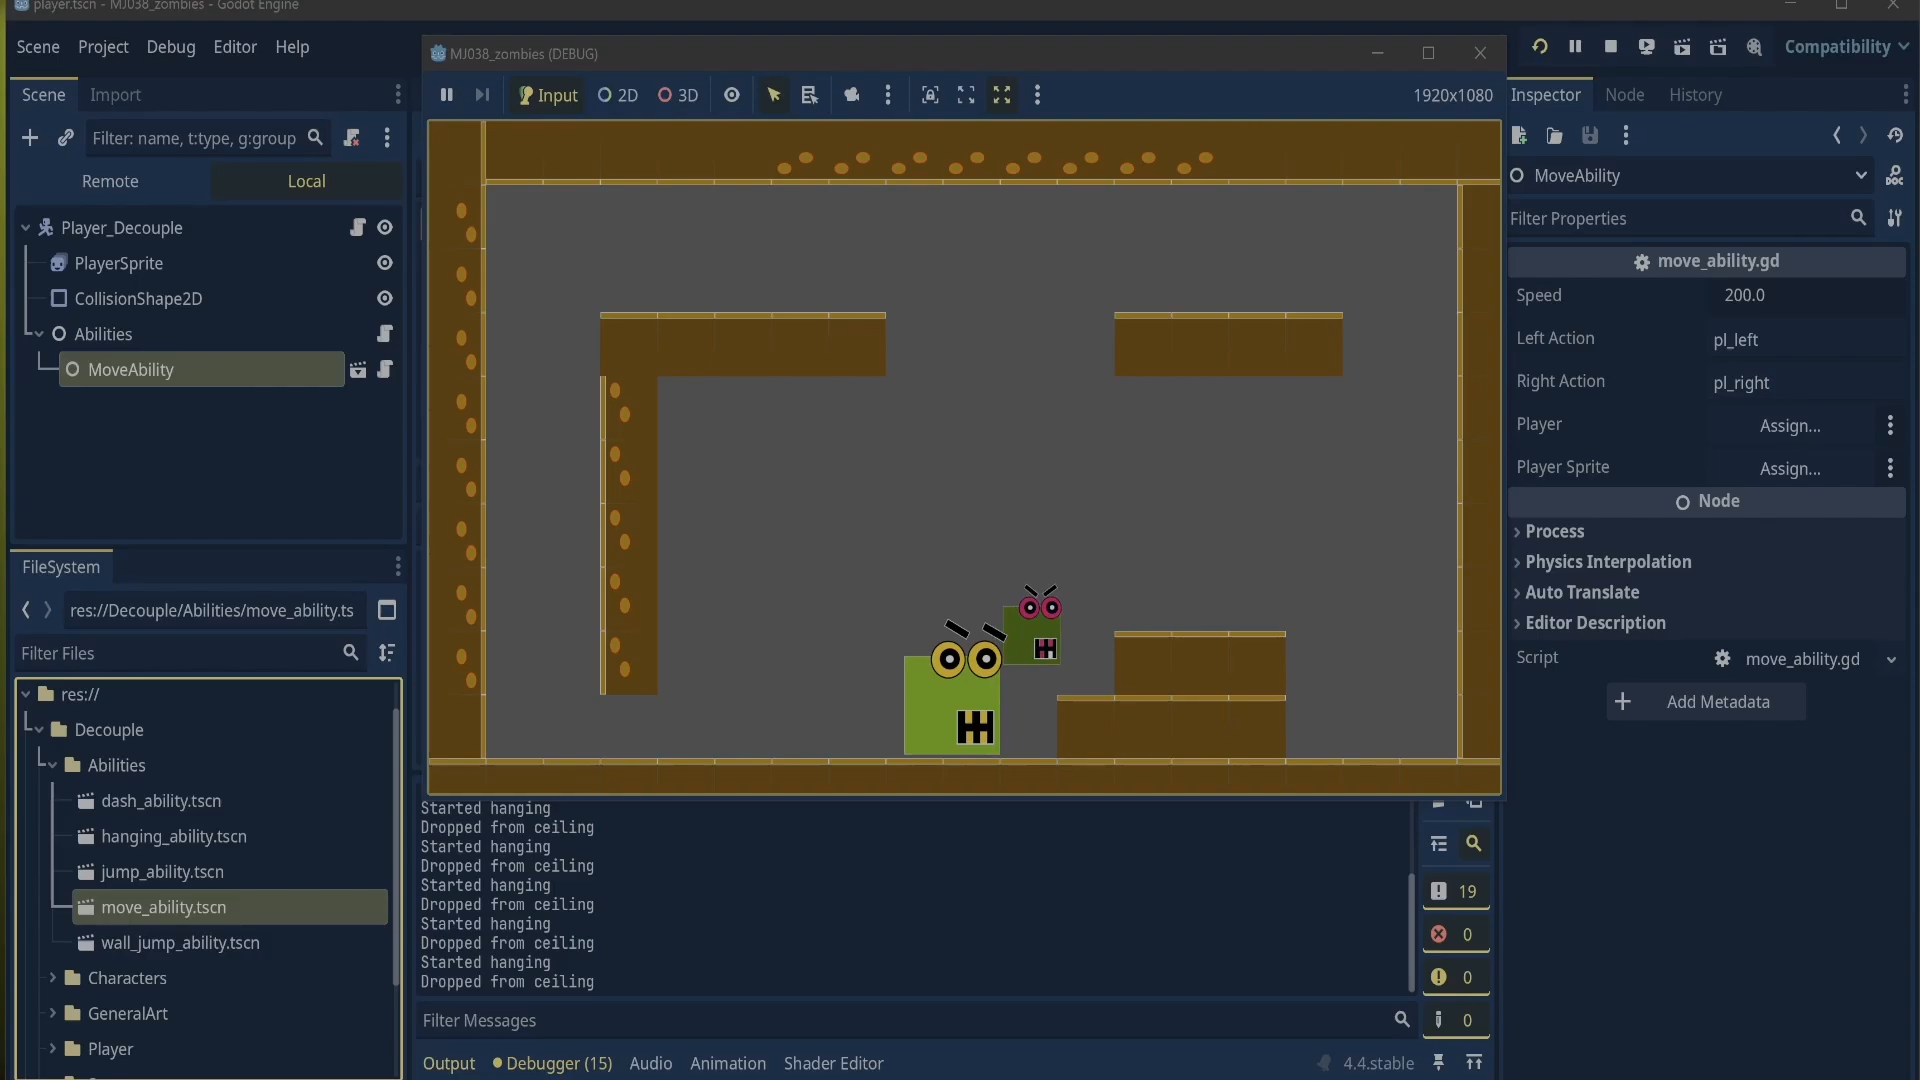 player.tscn - MJ038_zombies - Godot Engine
Scene Project Debug Editor Help
MJ038_zombies (DEBUG)
Compatibility
Scene Import
Input 2D 3D
1920x1080
Inspector Node History
Filter: name, t:type, g:group
Remote Local
MoveAbility
Filter Properties
Player_Decouple
PlayerSprite
CollisionShape2D
Abilities
MoveAbility
move_ability.gd
Speed 200.0
Left Action pl_left
Right Action pl_right
Player Assign...
Player Sprite Assign...
Node
Process
Physics Interpolation
Auto Translate
Editor Description
Script move_ability.gd
Add Metadata
FileSystem
res://Decouple/Abilities/move_ability.ts
Filter Files
res://
Decouple
Abilities
dash_ability.tscn
hanging_ability.tscn
jump_ability.tscn
move_ability.tscn
wall_jump_ability.tscn
Characters
GeneralArt
Player
Started hanging
Dropped from ceiling
Started hanging
Dropped from ceiling
Started hanging
Dropped from ceiling
Started hanging
Dropped from ceiling
Started hanging
Dropped from ceiling
19
0
0
0
Filter Messages
Output Debugger (15) Audio Animation Shader Editor
4.4.stable